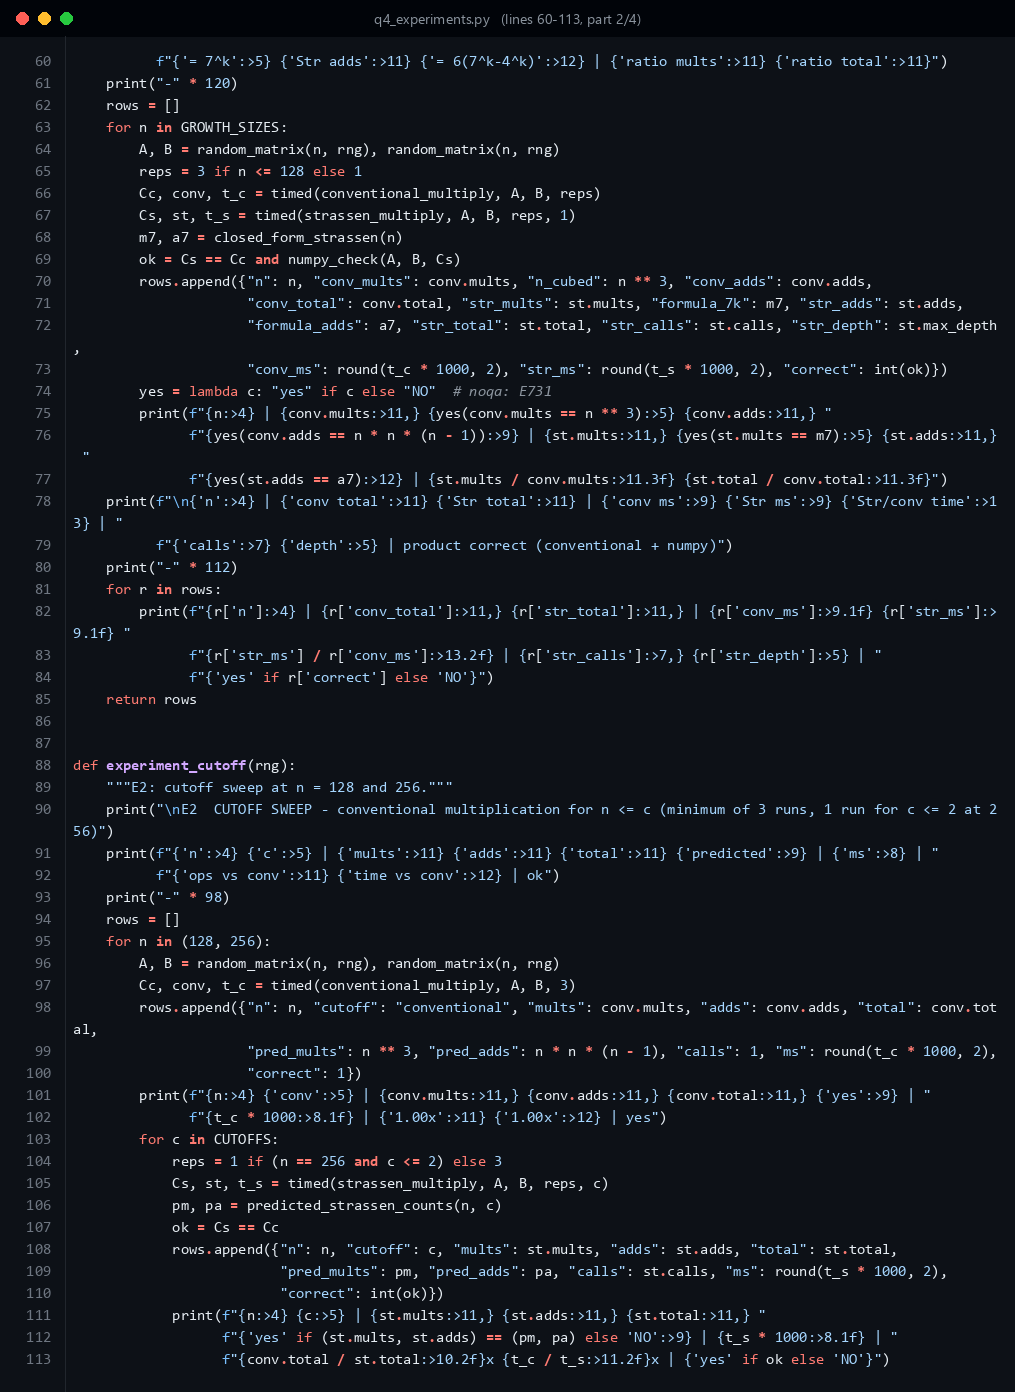 q4_experiments.py   (lines 60-113, part 2/4)
60           f"{'= 7^k':>5} {'Str adds':>11} {'= 6(7^k-4^k)':>12} | {'ratio mults':>11} {'ratio total':>11}")
61     print("-" * 120)
62     rows = []
63     for n in GROWTH_SIZES:
64         A, B = random_matrix(n, rng), random_matrix(n, rng)
65         reps = 3 if n <= 128 else 1
66         Cc, conv, t_c = timed(conventional_multiply, A, B, reps)
67         Cs, st, t_s = timed(strassen_multiply, A, B, reps, 1)
68         m7, a7 = closed_form_strassen(n)
69         ok = Cs == Cc and numpy_check(A, B, Cs)
70         rows.append({"n": n, "conv_mults": conv.mults, "n_cubed": n ** 3, "conv_adds": conv.adds,
71                      "conv_total": conv.total, "str_mults": st.mults, "formula_7k": m7, "str_adds": st.adds,
72                      "formula_adds": a7, "str_total": st.total, "str_calls": st.calls, "str_depth": st.max_depth
,
73                      "conv_ms": round(t_c * 1000, 2), "str_ms": round(t_s * 1000, 2), "correct": int(ok)})
74         yes = lambda c: "yes" if c else "NO"  # noqa: E731
75         print(f"{n:>4} | {conv.mults:>11,} {yes(conv.mults == n ** 3):>5} {conv.adds:>11,} "
76               f"{yes(conv.adds == n * n * (n - 1)):>9} | {st.mults:>11,} {yes(st.mults == m7):>5} {st.adds:>11,}
 "
77               f"{yes(st.adds == a7):>12} | {st.mults / conv.mults:>11.3f} {st.total / conv.total:>11.3f}")
78     print(f"\n{'n':>4} | {'conv total':>11} {'Str total':>11} | {'conv ms':>9} {'Str ms':>9} {'Str/conv time':>1
3} | "
79           f"{'calls':>7} {'depth':>5} | product correct (conventional + numpy)")
80     print("-" * 112)
81     for r in rows:
82         print(f"{r['n']:>4} | {r['conv_total']:>11,} {r['str_total']:>11,} | {r['conv_ms']:>9.1f} {r['str_ms']:>
9.1f} "
83               f"{r['str_ms'] / r['conv_ms']:>13.2f} | {r['str_calls']:>7,} {r['str_depth']:>5} | "
84               f"{'yes' if r['correct'] else 'NO'}")
85     return rows
86
87
88 def experiment_cutoff(rng):
89     """E2: cutoff sweep at n = 128 and 256."""
90     print("\nE2  CUTOFF SWEEP - conventional multiplication for n <= c (minimum of 3 runs, 1 run for c <= 2 at 2
56)")
91     print(f"{'n':>4} {'c':>5} | {'mults':>11} {'adds':>11} {'total':>11} {'predicted':>9} | {'ms':>8} | "
92           f"{'ops vs conv':>11} {'time vs conv':>12} | ok")
93     print("-" * 98)
94     rows = []
95     for n in (128, 256):
96         A, B = random_matrix(n, rng), random_matrix(n, rng)
97         Cc, conv, t_c = timed(conventional_multiply, A, B, 3)
98         rows.append({"n": n, "cutoff": "conventional", "mults": conv.mults, "adds": conv.adds, "total": conv.tot
al,
99                      "pred_mults": n ** 3, "pred_adds": n * n * (n - 1), "calls": 1, "ms": round(t_c * 1000, 2),
100                      "correct": 1})
101         print(f"{n:>4} {'conv':>5} | {conv.mults:>11,} {conv.adds:>11,} {conv.total:>11,} {'yes':>9} | "
102               f"{t_c * 1000:>8.1f} | {'1.00x':>11} {'1.00x':>12} | yes")
103         for c in CUTOFFS:
104             reps = 1 if (n == 256 and c <= 2) else 3
105             Cs, st, t_s = timed(strassen_multiply, A, B, reps, c)
106             pm, pa = predicted_strassen_counts(n, c)
107             ok = Cs == Cc
108             rows.append({"n": n, "cutoff": c, "mults": st.mults, "adds": st.adds, "total": st.total,
109                          "pred_mults": pm, "pred_adds": pa, "calls": st.calls, "ms": round(t_s * 1000, 2),
110                          "correct": int(ok)})
111             print(f"{n:>4} {c:>5} | {st.mults:>11,} {st.adds:>11,} {st.total:>11,} "
112                   f"{'yes' if (st.mults, st.adds) == (pm, pa) else 'NO':>9} | {t_s * 1000:>8.1f} | "
113                   f"{conv.total / st.total:>10.2f}x {t_c / t_s:>11.2f}x | {'yes' if ok else 'NO'}")